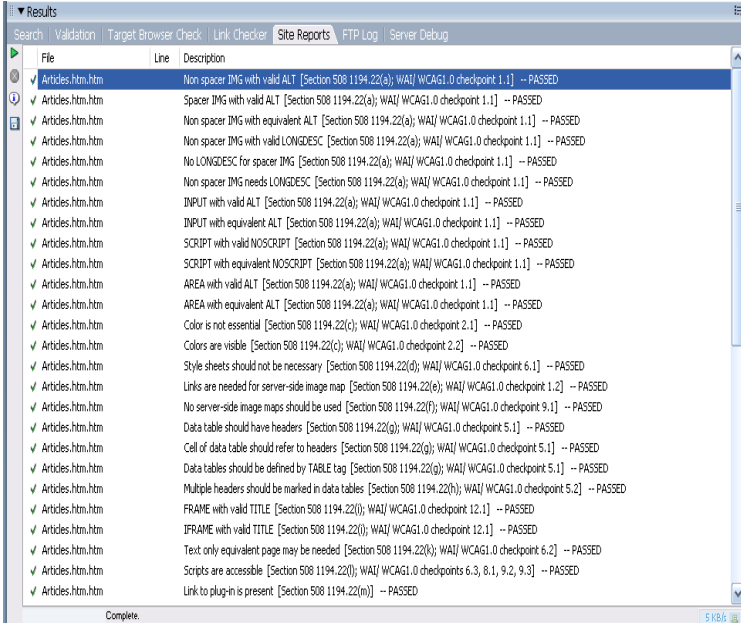 Results
Search Validation Target Browser Check Link Checker Site Reports FTP Log Server Debug
File Line Description
Articles.htm.htm Non spacer IMG with valid ALT [Section 508 1194.22(a); WAI/ WCAG1.0 checkpoint 1.1] -- PASSED
Articles.htm.htm Spacer IMG with valid ALT [Section 508 1194.22(a); WAI/ WCAG1.0 checkpoint 1.1] -- PASSED
Articles.htm.htm Non spacer IMG with equivalent ALT [Section 508 1194.22(a); WAI/ WCAG1.0 checkpoint 1.1] -- PASSED
Articles.htm.htm Non spacer IMG with valid LONGDESC [Section 508 1194.22(a); WAI/ WCAG1.0 checkpoint 1.1] -- PASSED
Articles.htm.htm No LONGDESC for spacer IMG [Section 508 1194.22(a); WAI/ WCAG1.0 checkpoint 1.1] -- PASSED
Articles.htm.htm Non spacer IMG needs LONGDESC [Section 508 1194.22(a); WAI/ WCAG1.0 checkpoint 1.1] -- PASSED
Articles.htm.htm INPUT with valid ALT [Section 508 1194.22(a); WAI/ WCAG1.0 checkpoint 1.1] -- PASSED
Articles.htm.htm INPUT with equivalent ALT [Section 508 1194.22(a); WAI/ WCAG1.0 checkpoint 1.1] -- PASSED
Articles.htm.htm SCRIPT with valid NOSCRIPT [Section 508 1194.22(a); WAI/ WCAG1.0 checkpoint 1.1] -- PASSED
Articles.htm.htm SCRIPT with equivalent NOSCRIPT [Section 508 1194.22(a); WAI/ WCAG1.0 checkpoint 1.1] -- PASSED
Articles.htm.htm AREA with valid ALT [Section 508 1194.22(a); WAI/ WCAG1.0 checkpoint 1.1] -- PASSED
Articles.htm.htm AREA with equivalent ALT [Section 508 1194.22(a); WAI/ WCAG1.0 checkpoint 1.1] -- PASSED
Articles.htm.htm Color is not essential [Section 508 1194.22(c); WAI/ WCAG1.0 checkpoint 2.1] -- PASSED
Articles.htm.htm Colors are visible [Section 508 1194.22(c); WAI/ WCAG1.0 checkpoint 2.2] -- PASSED
Articles.htm.htm Style sheets should not be necessary [Section 508 1194.22(d); WAI/ WCAG1.0 checkpoint 6.1] -- PASSED
Articles.htm.htm Links are needed for server-side image map [Section 508 1194.22(e); WAI/ WCAG1.0 checkpoint 1.2] -- PASSED
Articles.htm.htm No server-side image maps should be used [Section 508 1194.22(f); WAI/ WCAG1.0 checkpoint 9.1] -- PASSED
Articles.htm.htm Data table should have headers [Section 508 1194.22(g); WAI/ WCAG1.0 checkpoint 5.1] -- PASSED
Articles.htm.htm Cell of data table should refer to headers [Section 508 1194.22(g); WAI/ WCAG1.0 checkpoint 5.1] -- PASSED
Articles.htm.htm Data tables should be defined by TABLE tag [Section 508 1194.22(g); WAI/ WCAG1.0 checkpoint 5.1] -- PASSED
Articles.htm.htm Multiple headers should be marked in data tables [Section 508 1194.22(h); WAI/ WCAG1.0 checkpoint 5.2] -- PASSED
Articles.htm.htm FRAME with valid TITLE [Section 508 1194.22(i); WAI/ WCAG1.0 checkpoint 12.1] -- PASSED
Articles.htm.htm IFRAME with valid TITLE [Section 508 1194.22(i); WAI/ WCAG1.0 checkpoint 12.1] -- PASSED
Articles.htm.htm Text only equivalent page may be needed [Section 508 1194.22(k); WAI/ WCAG1.0 checkpoint 6.2] -- PASSED
Articles.htm.htm Scripts are accessible [Section 508 1194.22(l); WAI/ WCAG1.0 checkpoints 6.3, 8.1, 9.2, 9.3] -- PASSED
Articles.htm.htm Link to plug-in is present [Section 508 1194.22(m)] -- PASSED
Complete. 5 KB/s